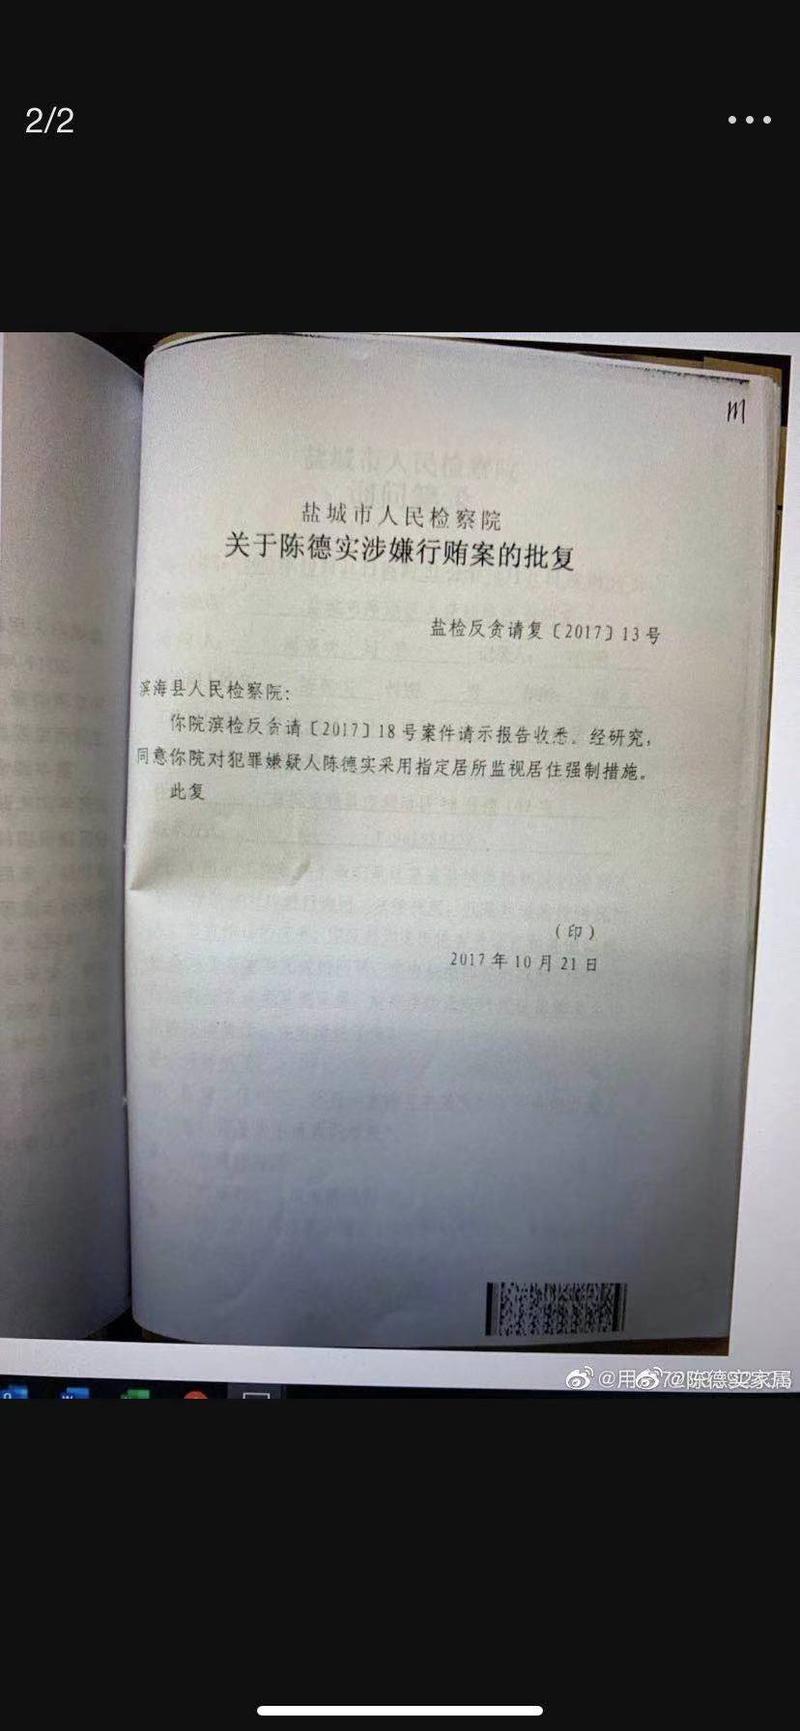 2/2
m
盐城市人民检察院
关于陈德实涉嫌行贿案的批复
盐检反贪请复〔2017〕13号
滨海县人民检察院:
你院滨检反贪请〔2017〕18号案件请示报告收悉。经研究,
同意你院对犯罪嫌疑人陈德实采用指定居所监视居住强制措施。
此复
(印)
2017年10月21日
@用
@陈德实家属